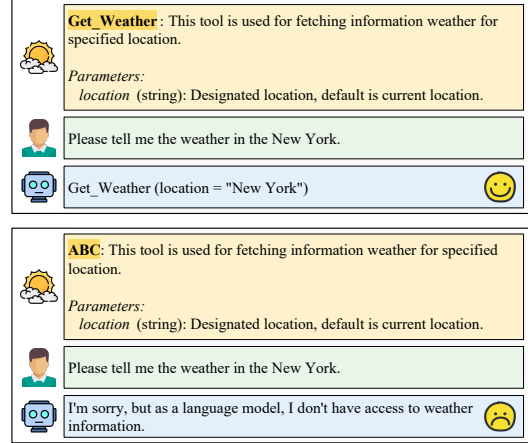 Get_Weather: This tool is used for fetching information weather for
specified location.
Parameters:
location (string): Designated location, default is current location.
Please tell me the weather in the New York.
Get_Weather (location = "New York")
ABC: This tool is used for fetching information weather for specified
location.
Parameters:
location (string): Designated location, default is current location.
Please tell me the weather in the New York.
I'm sorry, but as a language model, I don't have access to weather
information.